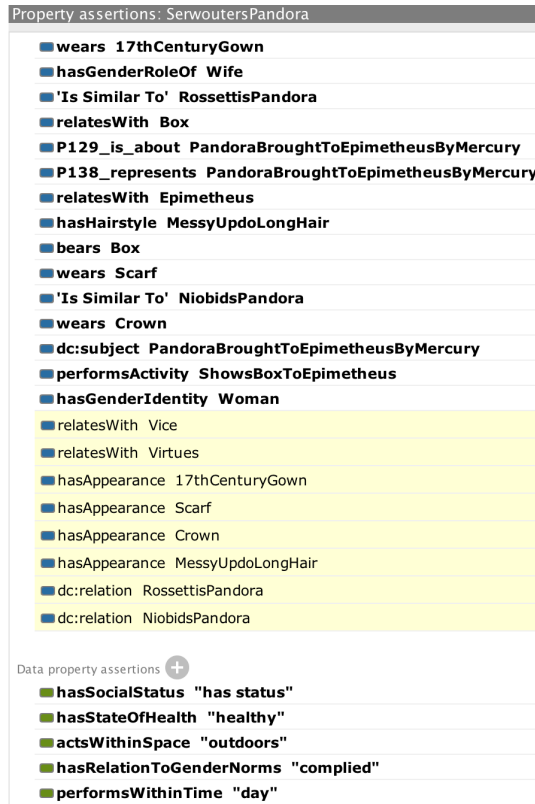 Property assertions: SerwoutersPandora
wears 17thCenturyGown
hasGenderRoleOf Wife
'Is Similar To' RossettisPandora
relatesWith Box
P129_is_about PandoraBroughtToEpimetheusByMercury
P138_represents PandoraBroughtToEpimetheusByMercury
relatesWith Epimetheus
hasHairstyle MessyUpdoLongHair
bears Box
wears Scarf
'Is Similar To' NiobidsPandora
wears Crown
dc:subject PandoraBroughtToEpimetheusByMercury
performsActivity ShowsBoxToEpimetheus
hasGenderIdentity Woman
relatesWith Vice
relatesWith Virtues
hasAppearance 17thCenturyGown
hasAppearance Scarf
hasAppearance Crown
hasAppearance MessyUpdoLongHair
dc:relation RossettisPandora
dc:relation NiobidsPandora
Data property assertions
hasSocialStatus "has status"
hasStateOfHealth "healthy"
actsWithinSpace "outdoors"
hasRelationToGenderNorms "complied"
performsWithinTime "day"